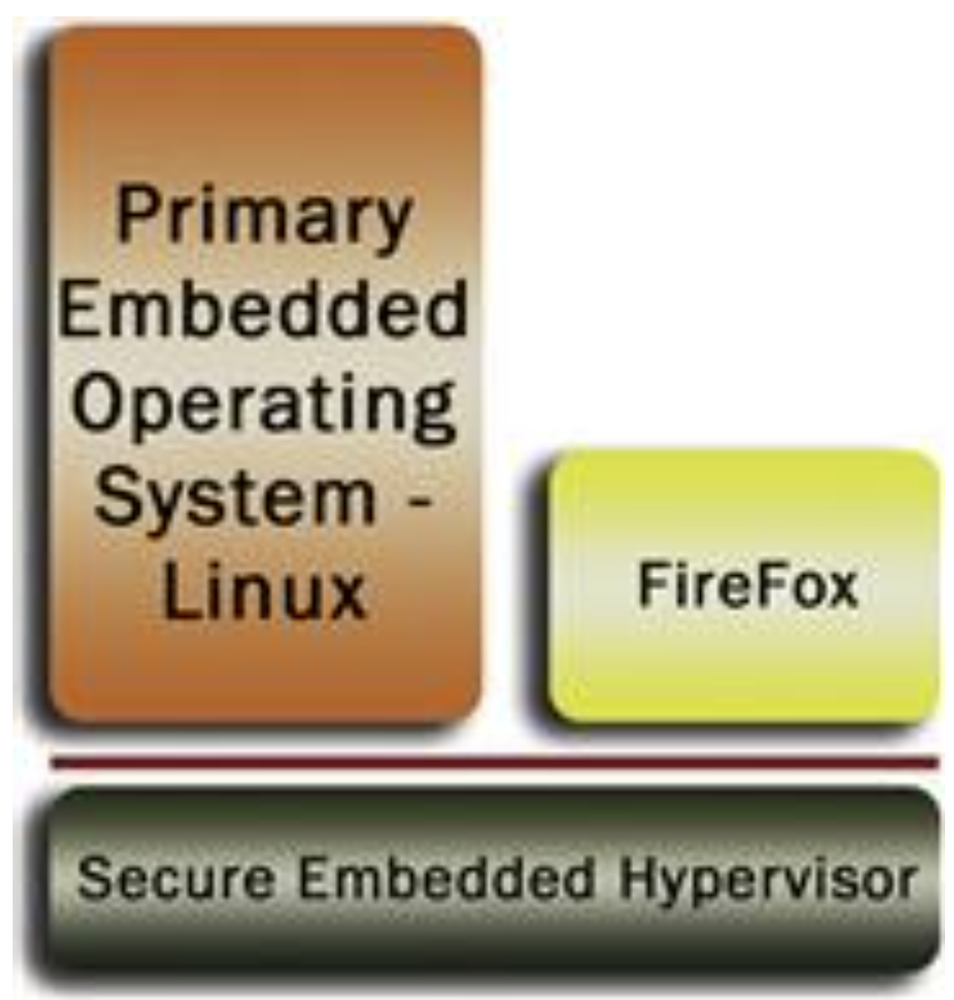 Primary
Embedded
Operating
System -
Linux
FireFox
Secure Embedded Hypervisor